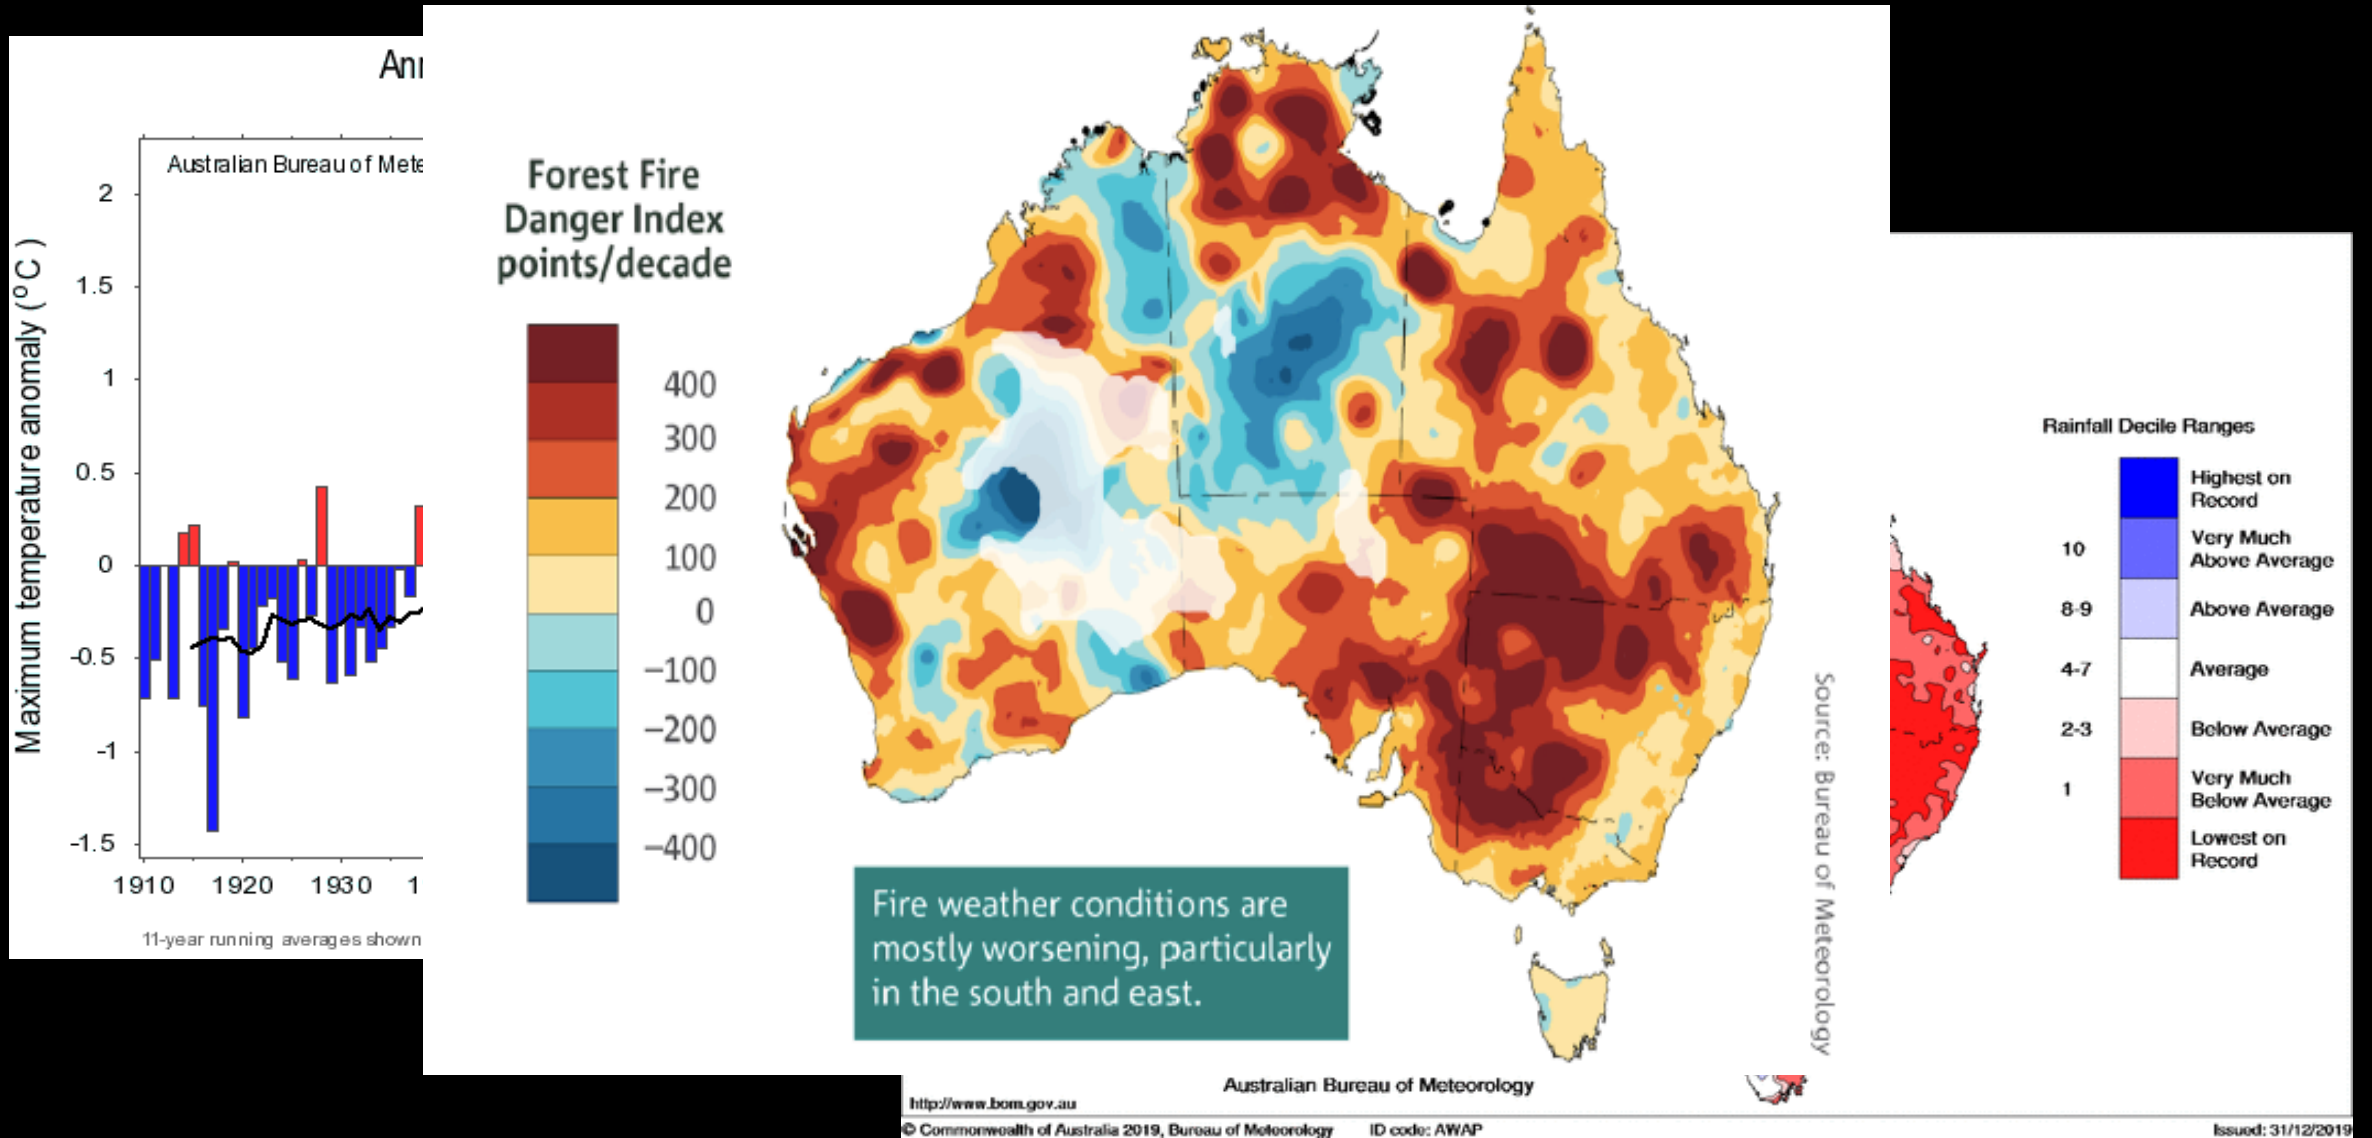 Anr
Australian Bureau of Mete
Maximum temperature anomaly (°C)
2
1.5
1
0.5
0
-0.5
-1
-1.5
1910 1920 1930 1
11-year running averages shown
Forest Fire
Danger Index
points/decade
400
300
200
100
0
−100
−200
−300
−400
Fire weather conditions are
mostly worsening, particularly
in the south and east.
Source: Bureau of Meteorology
Rainfall Decile Ranges
Highest on
Record
10 Very Much
Above Average
8-9 Above Average
4-7 Average
2-3 Below Average
1 Very Much
Below Average
Lowest on
Record
Australian Bureau of Meteorology
http://www.bom.gov.au
© Commonwealth of Australia 2019, Bureau of Meteorology ID code: AWAP Issued: 31/12/2019